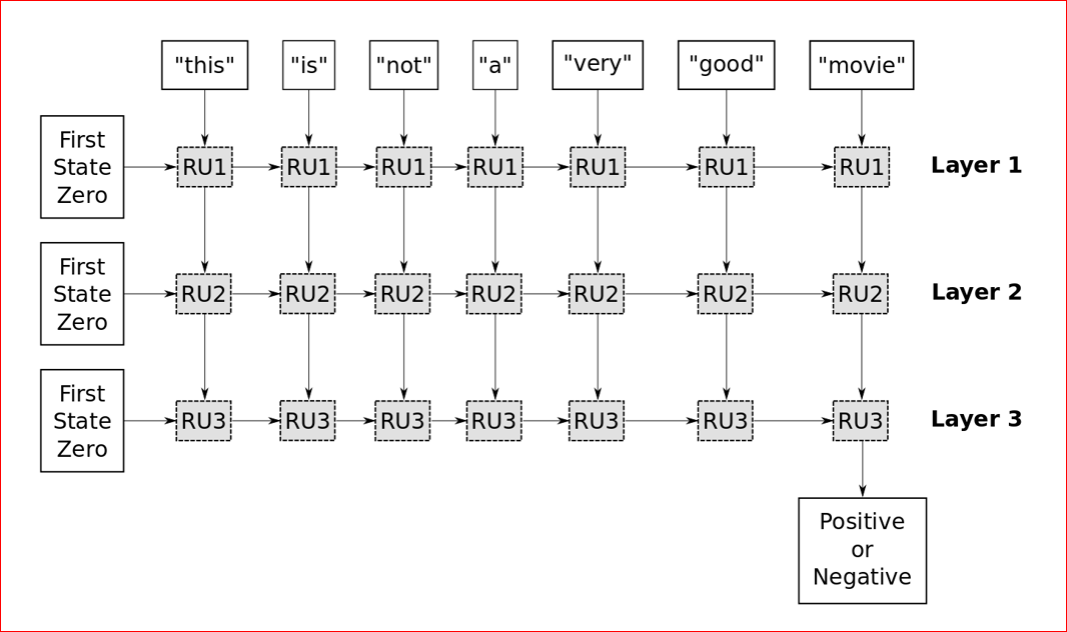 "this" "is" "not" "a" "very" "good" "movie"
First
State
Zero
RU1 RU1 RU1 RU1 RU1 RU1 RU1
Layer 1
First
State
Zero
RU2 RU2 RU2 RU2 RU2 RU2 RU2
Layer 2
First
State
Zero
RU3 RU3 RU3 RU3 RU3 RU3 RU3
Layer 3
Positive
or
Negative